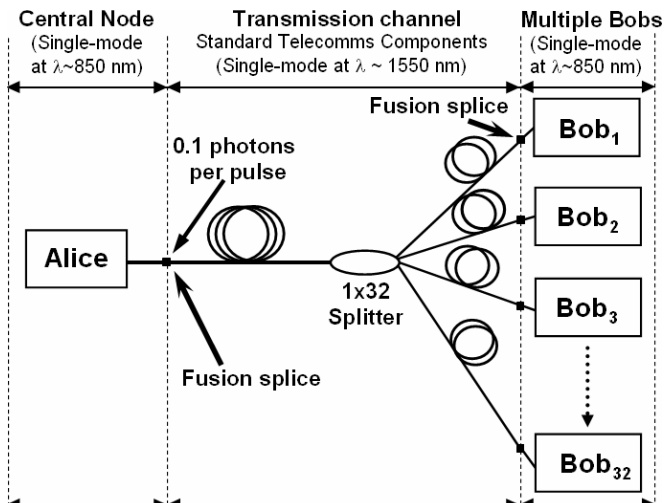 Central Node
(Single-mode
at λ~850 nm)
Transmission channel
Standard Telecomms Components
(Single-mode at λ ~ 1550 nm)
Multiple Bobs
(Single-mode
at λ~850 nm)
Fusion splice
0.1 photons
per pulse
Alice
1x32
Splitter
Fusion splice
Bob₁
Bob₂
Bob₃
Bob₃₂